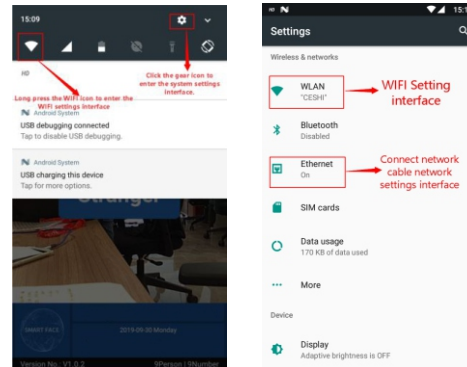 15:09
HD
Click the gear icon to
enter the system settings
interface.
Long press the WIFI icon to enter the
WIFI settings interface
Android System
USB debugging connected
Tap to disable USB debugging.
Android System
USB charging this device
Tap for more options.
Stranger
SMART FACE
2019-09-30 Monday
Version No.: V1.0.2
9Person | 9Number
Settings
Wireless & networks
WLAN
"CESHI"
WIFI Setting
interface
Bluetooth
Disabled
Ethernet
On
Connect network
cable network
settings interface
SIM cards
Data usage
170 KB of data used
More
Device
Display
Adaptive brightness is OFF